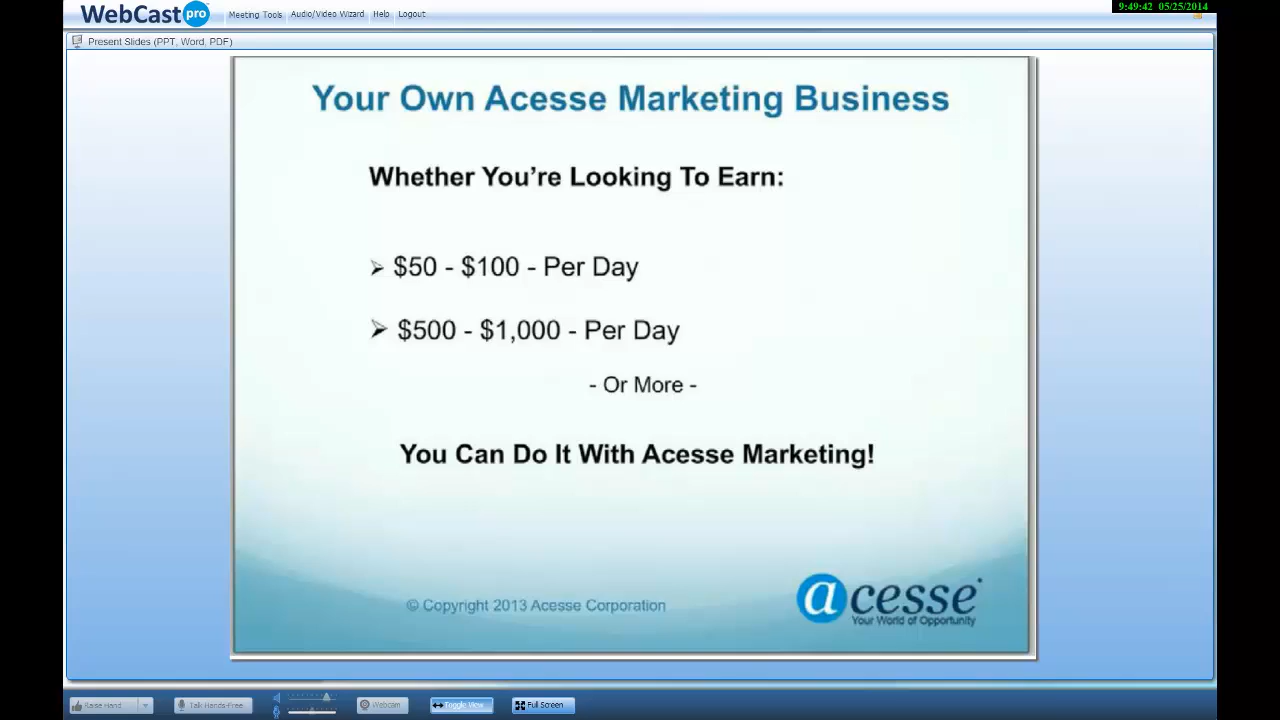 WebCast pro
Meeting Tools Audio/Video Wizard Help Logout
9:49:42 05/25/2014
Present Slides (PPT, Word, PDF)
Your Own Acesse Marketing Business
Whether You're Looking To Earn:
➢ $50 - $100 - Per Day
➢ $500 - $1,000 - Per Day
- Or More -
You Can Do It With Acesse Marketing!
© Copyright 2013 Acesse Corporation
acesse
Your World of Opportunity
Raise Hand Talk Hands-Free Webcam Toggle View Full Screen